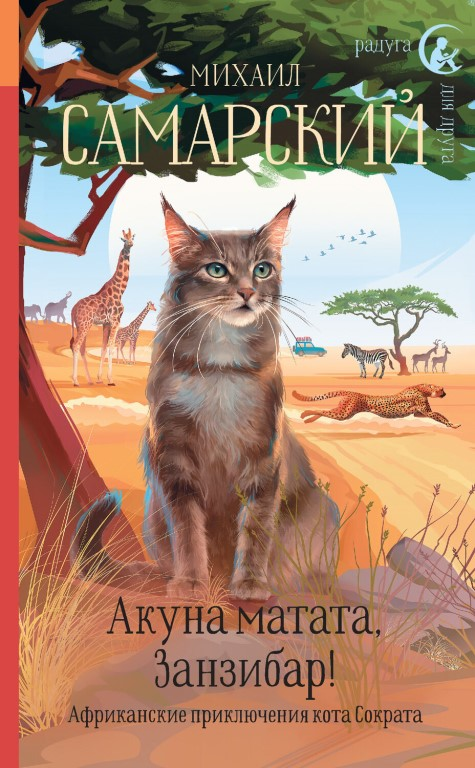 радуга
для друга
МИХАИЛ
САМАРСКИЙ
Акуна матата,
Занзибар!
Африканские приключения кота Сократа